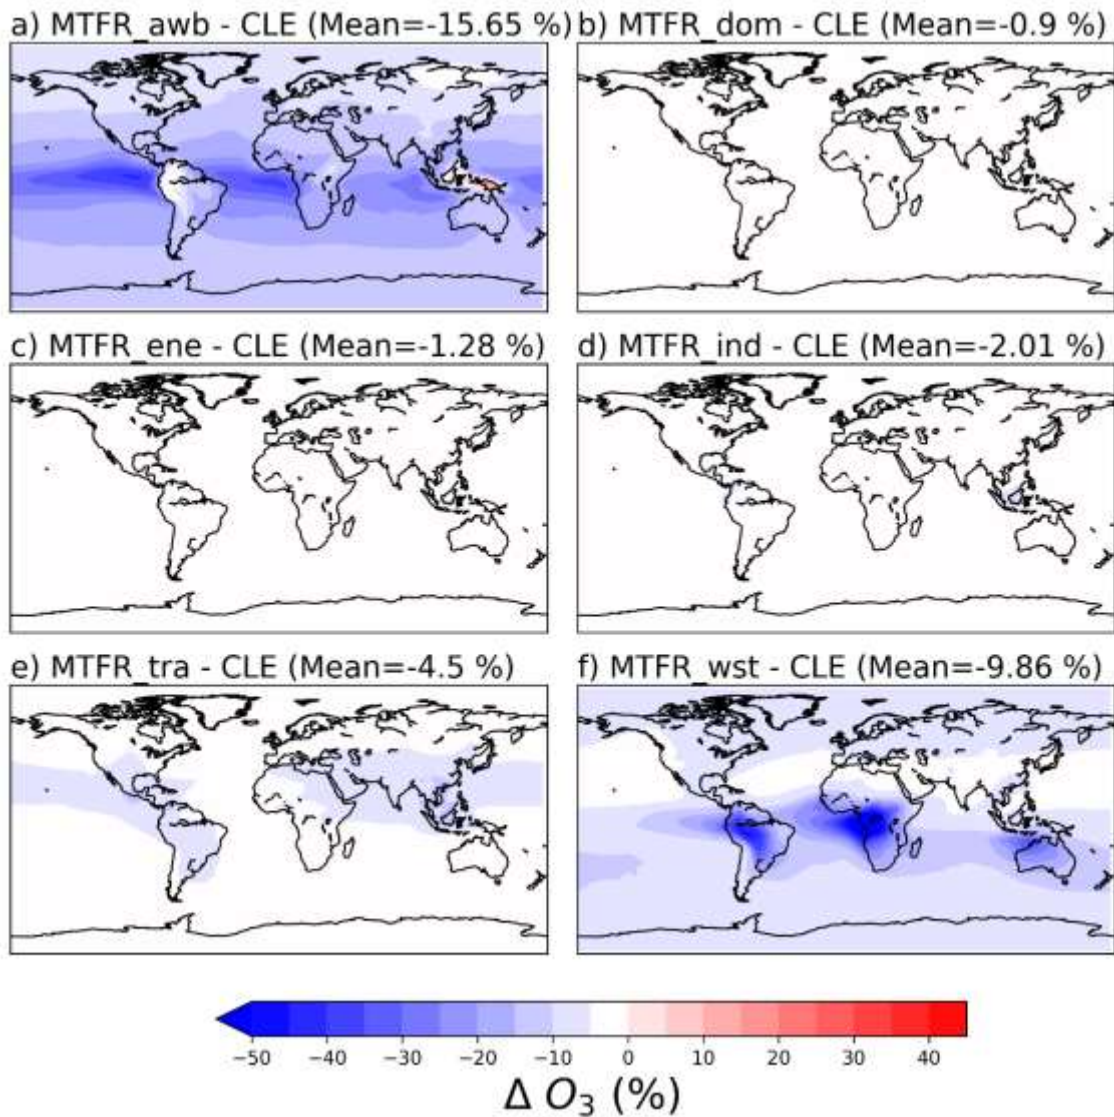 a) MTFR_awb - CLE (Mean=-15.65 %)
b) MTFR_dom - CLE (Mean=-0.9 %)
c) MTFR_ene - CLE (Mean=-1.28 %)
d) MTFR_ind - CLE (Mean=-2.01 %)
e) MTFR_tra - CLE (Mean=-4.5 %)
f) MTFR_wst - CLE (Mean=-9.86 %)
−50 −40 −30 −20 −10 0 10 20 30 40
Δ O₃ (%)